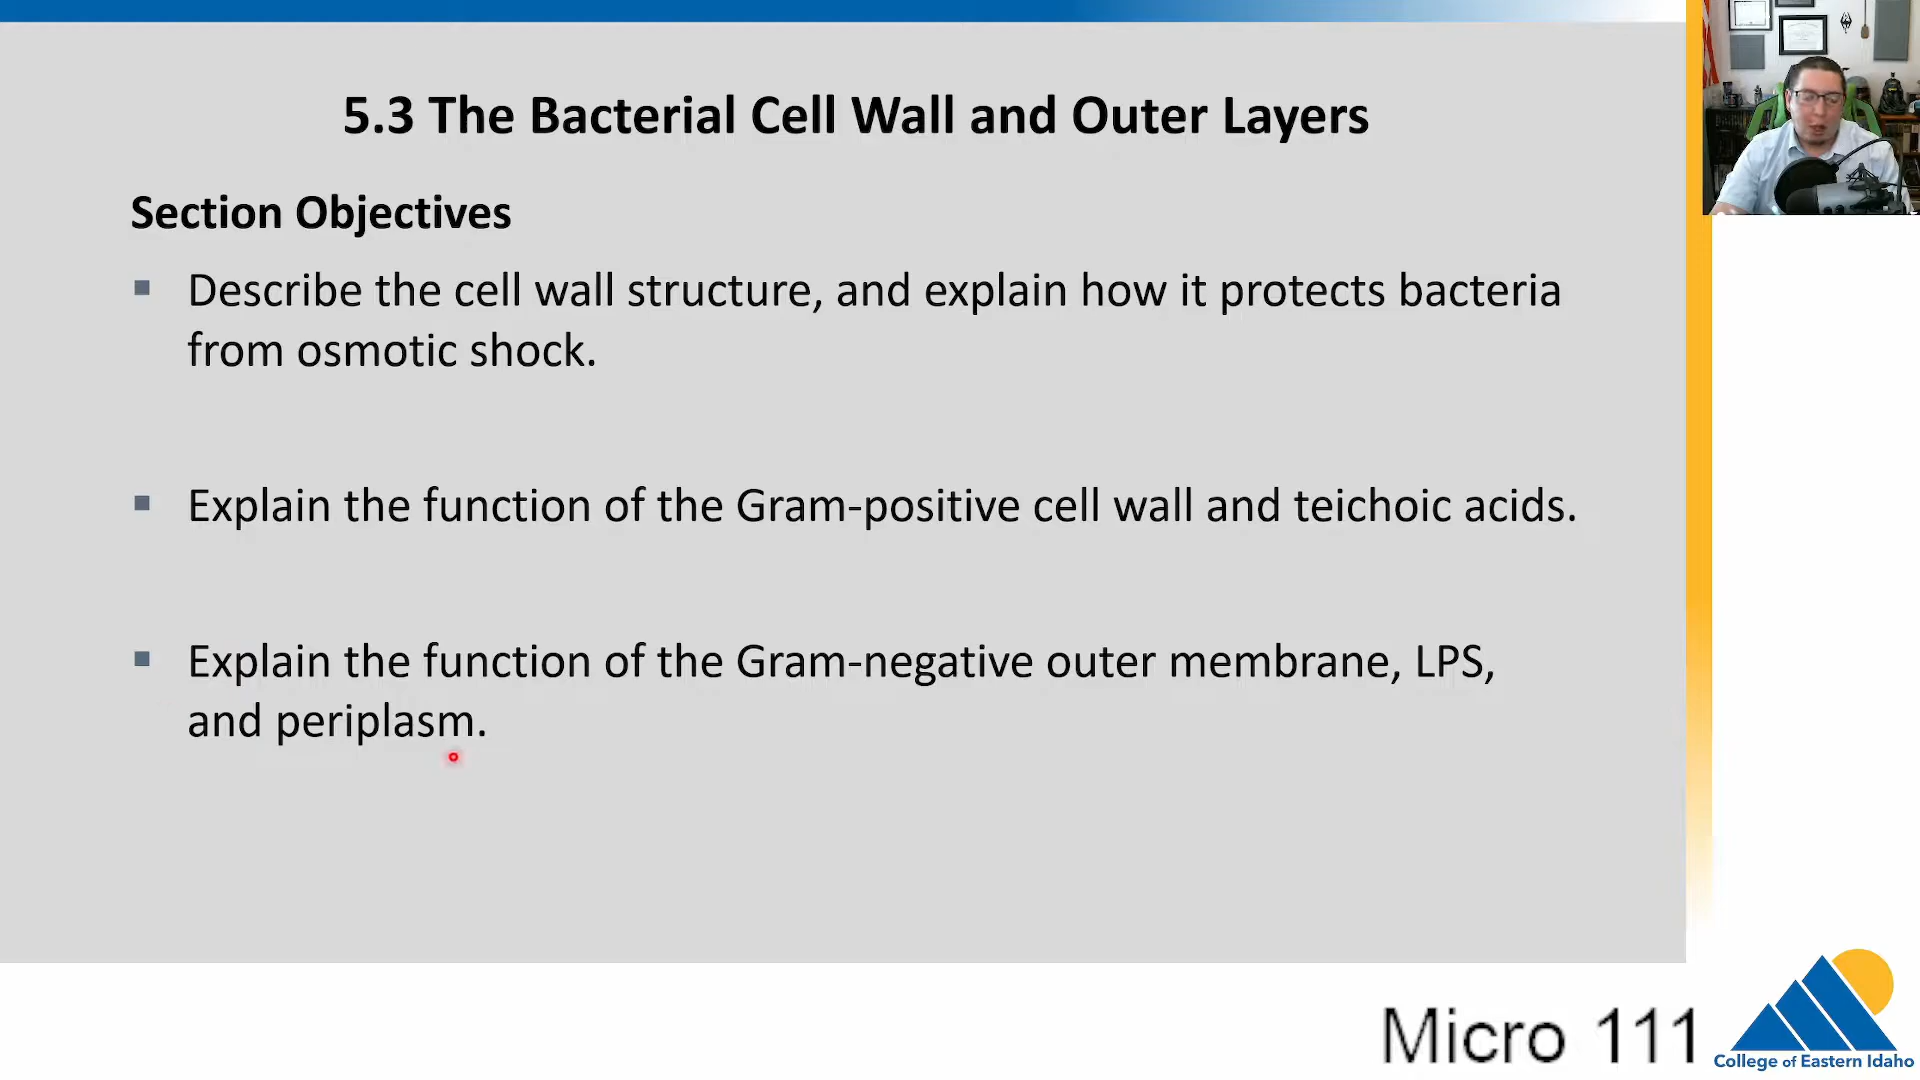 5.3 The Bacterial Cell Wall and Outer Layers
Section Objectives
Describe the cell wall structure, and explain how it protects bacteria
from osmotic shock.
Explain the function of the Gram-positive cell wall and teichoic acids.
Explain the function of the Gram-negative outer membrane, LPS,
and periplasm.
Micro 111
College of Eastern Idaho